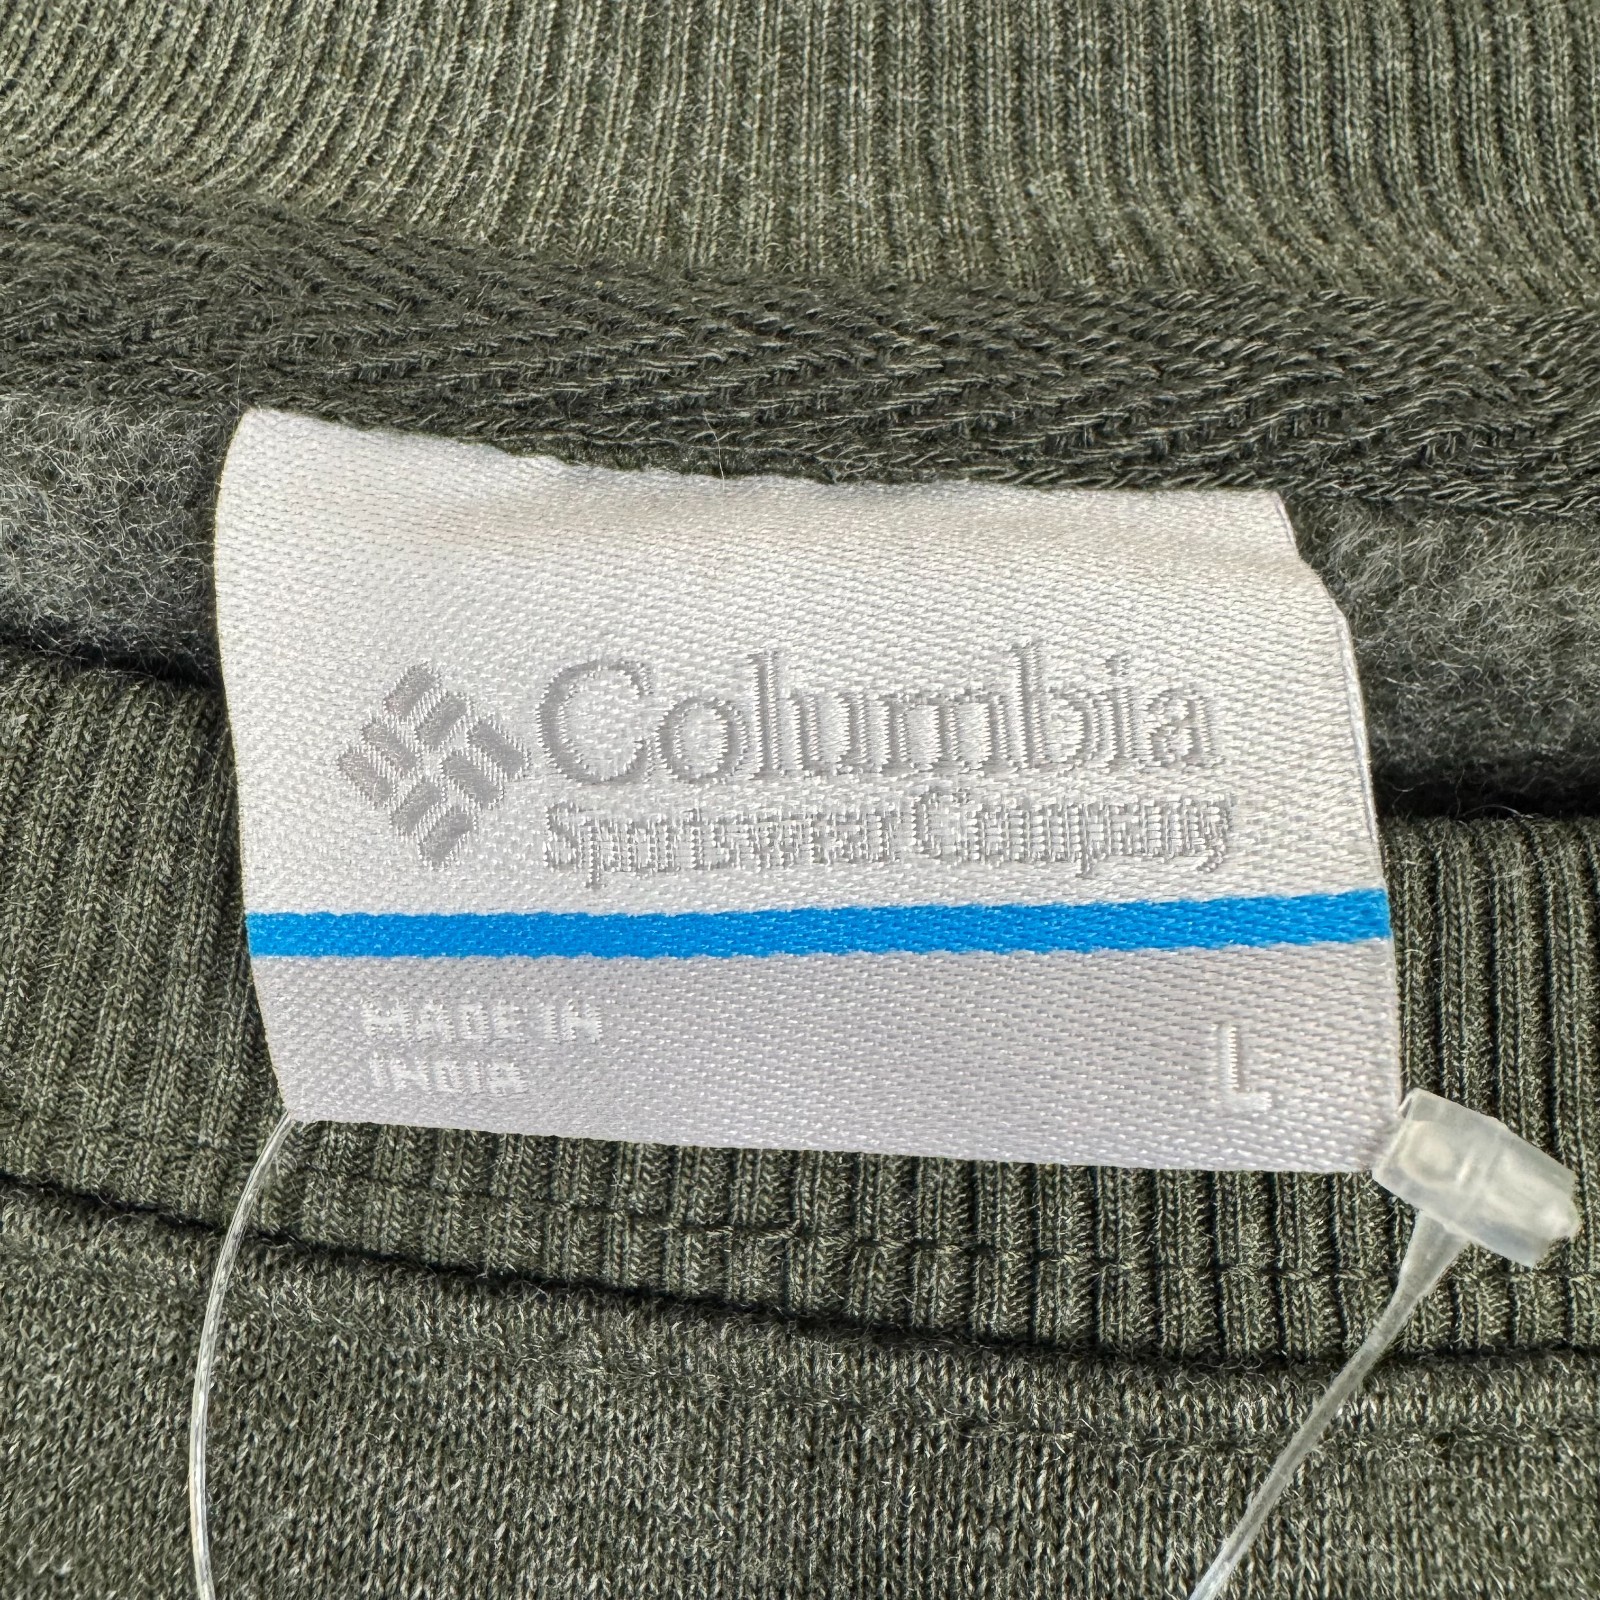 Columbia
Sportswear Company
MADE IN
INDIA
L